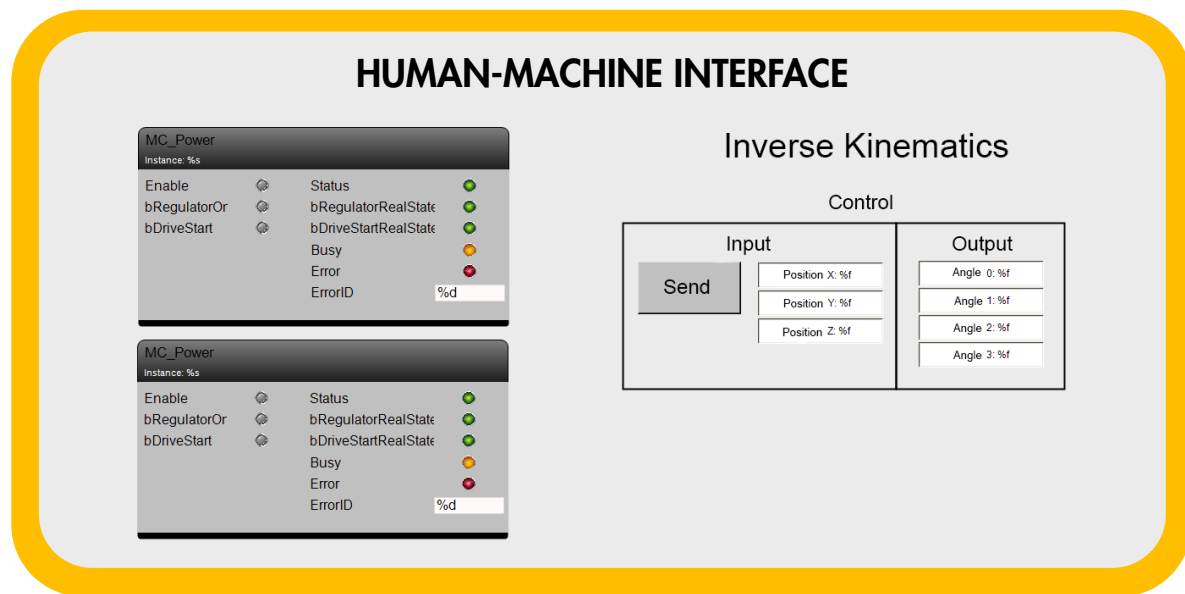 HUMAN-MACHINE INTERFACE
MC_Power
Instance: %s
Enable Status
bRegulatorOr bRegulatorRealState
bDriveStart bDriveStartRealState
Busy
Error
ErrorID %d
MC_Power
Instance: %s
Enable Status
bRegulatorOr bRegulatorRealState
bDriveStart bDriveStartRealState
Busy
Error
ErrorID %d
Inverse Kinematics
Control
Input
Send
Position X: %f
Position Y: %f
Position Z: %f
Output
Angle 0: %f
Angle 1: %f
Angle 2: %f
Angle 3: %f